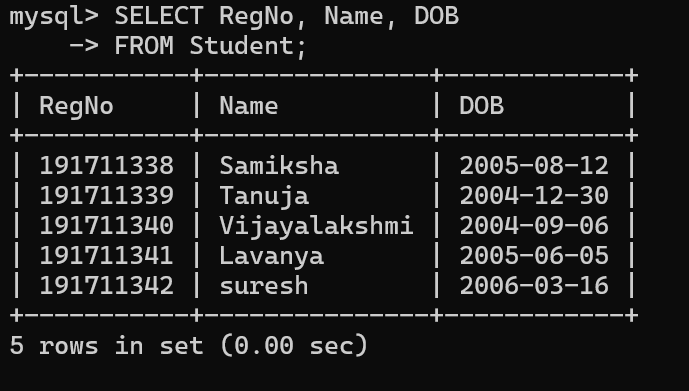 mysql> SELECT RegNo, Name, DOB
    -> FROM Student;
+-----------+---------------+------------+
| RegNo     | Name          | DOB        |
+-----------+---------------+------------+
| 191711338 | Samiksha      | 2005-08-12 |
| 191711339 | Tanuja        | 2004-12-30 |
| 191711340 | Vijayalakshmi | 2004-09-06 |
| 191711341 | Lavanya       | 2005-06-05 |
| 191711342 | suresh        | 2006-03-16 |
+-----------+---------------+------------+
5 rows in set (0.00 sec)